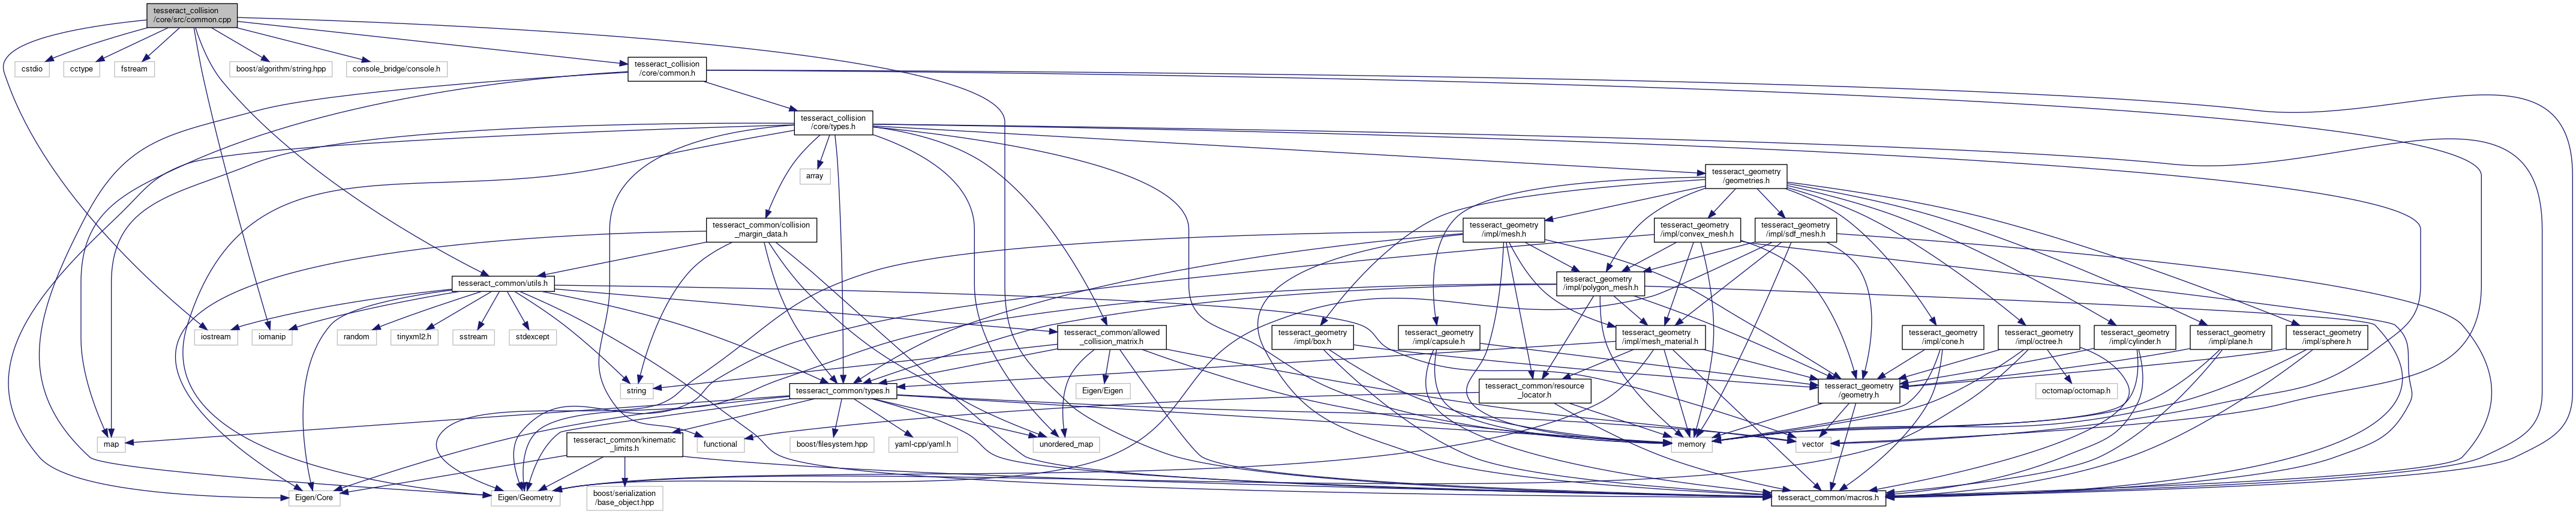 tesseract_collision
/core/src/common.cpp
cstdio
cctype
fstream
boost/algorithm/string.hpp
console_bridge/console.h
tesseract_collision
/core/common.h
tesseract_collision
/core/types.h
array
tesseract_geometry
/geometries.h
tesseract_common/collision
_margin_data.h
tesseract_geometry
/impl/mesh.h
tesseract_geometry
/impl/convex_mesh.h
tesseract_geometry
/impl/sdf_mesh.h
tesseract_common/utils.h
tesseract_geometry
/impl/polygon_mesh.h
iostream
iomanip
random
tinyxml2.h
sstream
stdexcept
tesseract_common/allowed
_collision_matrix.h
tesseract_geometry
/impl/box.h
tesseract_geometry
/impl/capsule.h
tesseract_geometry
/impl/mesh_material.h
tesseract_geometry
/impl/cone.h
tesseract_geometry
/impl/octree.h
tesseract_geometry
/impl/cylinder.h
tesseract_geometry
/impl/plane.h
tesseract_geometry
/impl/sphere.h
string
tesseract_common/types.h
Eigen/Eigen
tesseract_common/resource
_locator.h
tesseract_geometry
/geometry.h
octomap/octomap.h
map
tesseract_common/kinematic
_limits.h
functional
boost/filesystem.hpp
yaml-cpp/yaml.h
unordered_map
memory
vector
Eigen/Core
Eigen/Geometry
boost/serialization
/base_object.hpp
tesseract_common/macros.h